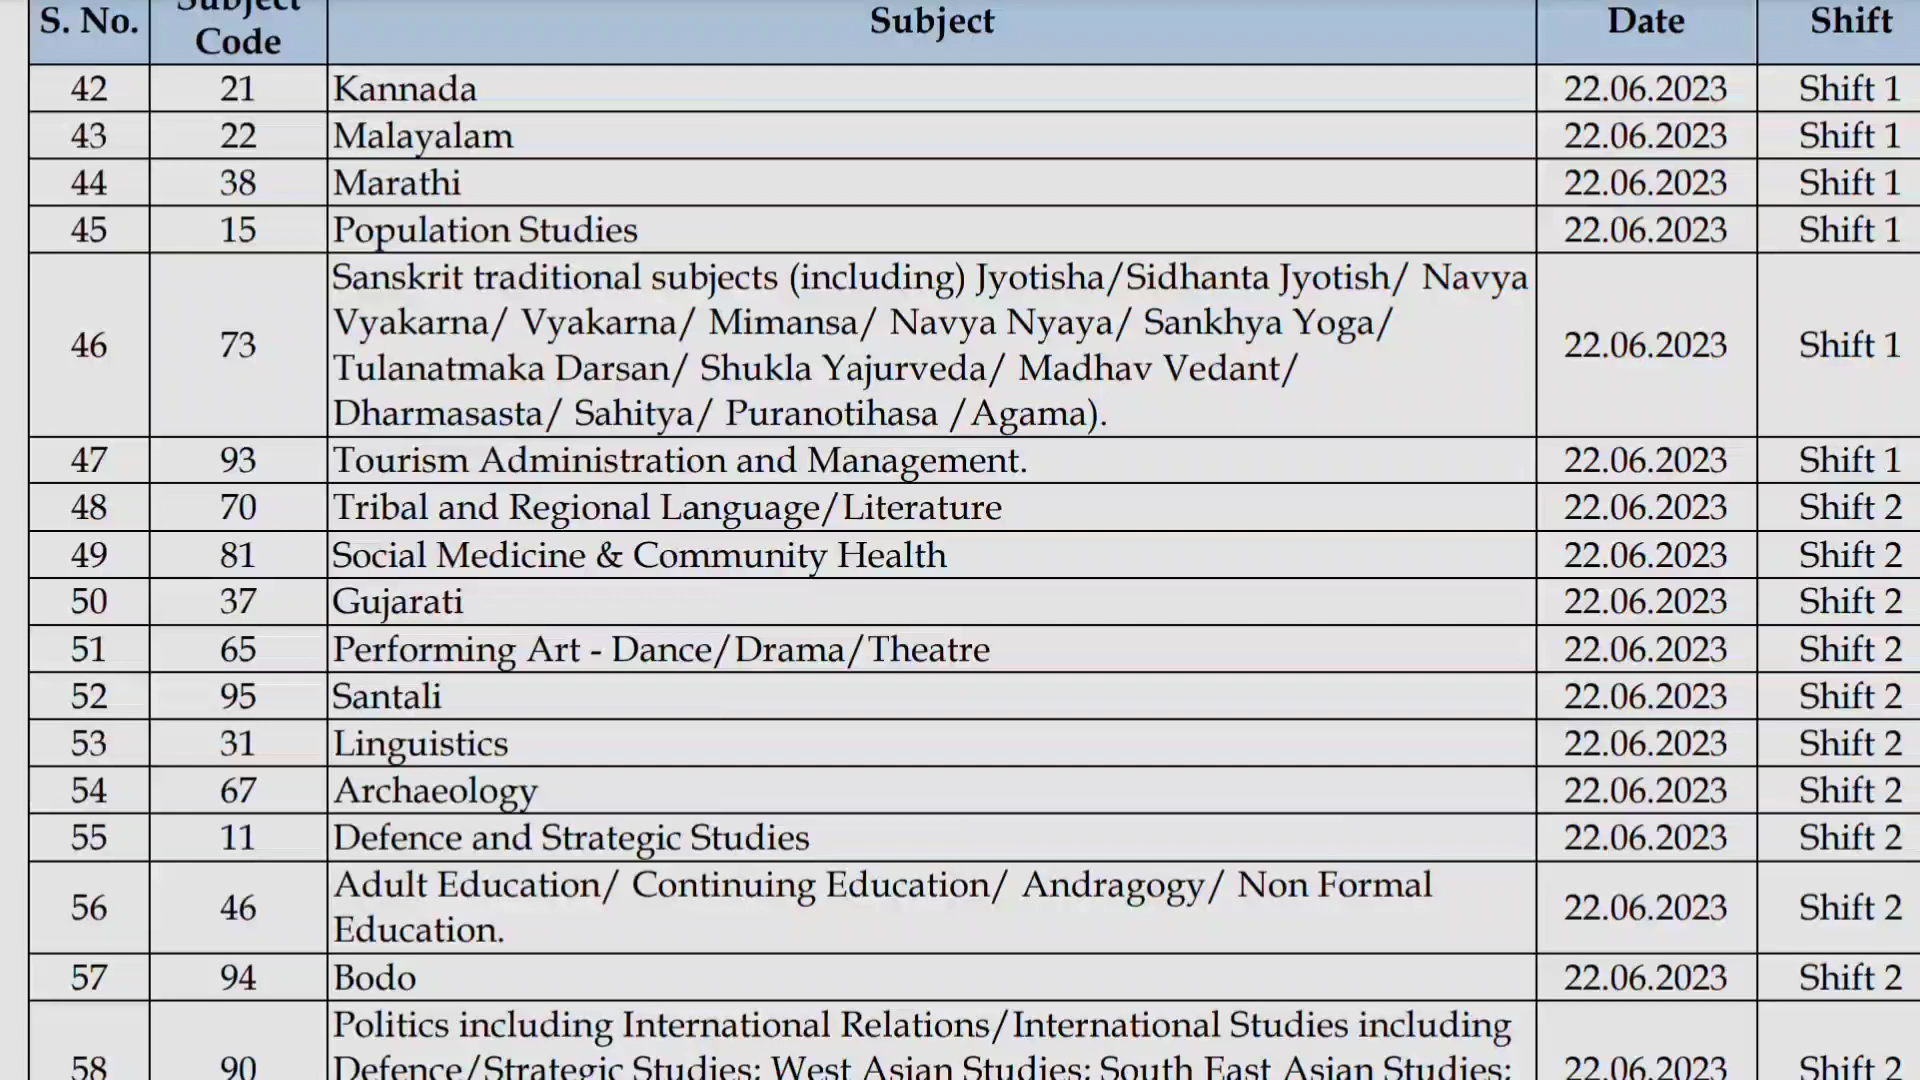 S. No. Subject Code Subject Date Shift
42 21 Kannada 22.06.2023 Shift 1
43 22 Malayalam 22.06.2023 Shift 1
44 38 Marathi 22.06.2023 Shift 1
45 15 Population Studies 22.06.2023 Shift 1
46 73 Sanskrit traditional subjects (including) Jyotisha/Sidhanta Jyotish/ Navya
Vyakarna/ Vyakarna/ Mimansa/ Navya Nyaya/ Sankhya Yoga/
Tulanatmaka Darsan/ Shukla Yajurveda/ Madhav Vedant/
Dharmasasta/ Sahitya/ Puranotihasa /Agama). 22.06.2023 Shift 1
47 93 Tourism Administration and Management. 22.06.2023 Shift 1
48 70 Tribal and Regional Language/Literature 22.06.2023 Shift 2
49 81 Social Medicine & Community Health 22.06.2023 Shift 2
50 37 Gujarati 22.06.2023 Shift 2
51 65 Performing Art - Dance/Drama/Theatre 22.06.2023 Shift 2
52 95 Santali 22.06.2023 Shift 2
53 31 Linguistics 22.06.2023 Shift 2
54 67 Archaeology 22.06.2023 Shift 2
55 11 Defence and Strategic Studies 22.06.2023 Shift 2
56 46 Adult Education/ Continuing Education/ Andragogy/ Non Formal
Education. 22.06.2023 Shift 2
57 94 Bodo 22.06.2023 Shift 2
58 90 Politics including International Relations/International Studies including
Defence/Strategic Studies; West Asian Studies; South East Asian Studies; 22.06.2023 Shift 2